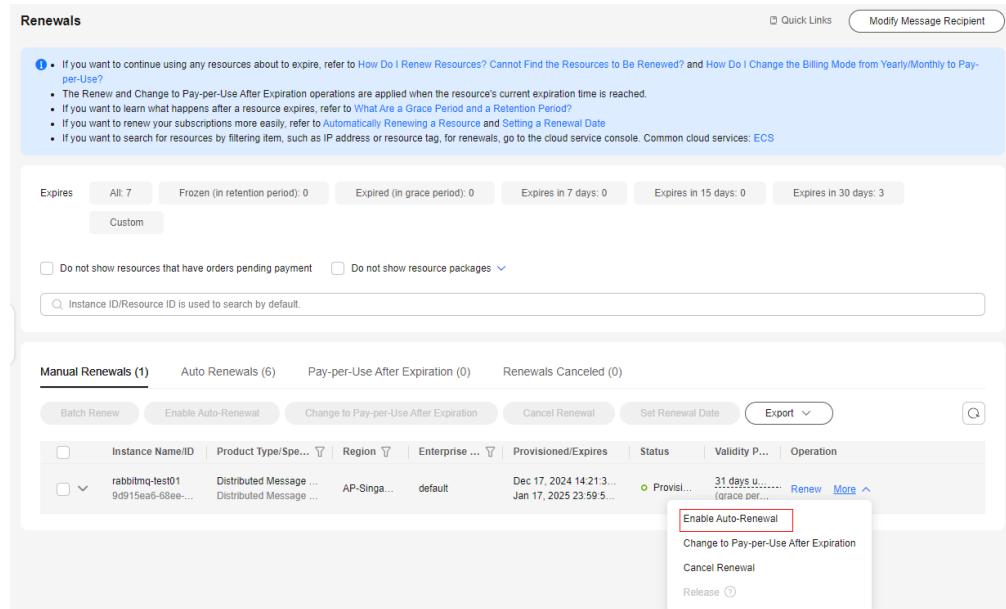 Renewals
Quick Links
Modify Message Recipient
If you want to continue using any resources about to expire, refer to How Do I Renew Resources? Cannot Find the Resources to Be Renewed? and How Do I Change the Billing Mode from Yearly/Monthly to Pay-
per-Use?
The Renew and Change to Pay-per-Use After Expiration operations are applied when the resource's current expiration time is reached.
If you want to learn what happens after a resource expires, refer to What Are a Grace Period and a Retention Period?
If you want to renew your subscriptions more easily, refer to Automatically Renewing a Resource and Setting a Renewal Date
If you want to search for resources by filtering item, such as IP address or resource tag, for renewals, go to the cloud service console. Common cloud services: ECS
Expires All: 7 Frozen (in retention period): 0 Expired (in grace period): 0 Expires in 7 days: 0 Expires in 15 days: 0 Expires in 30 days: 3
Custom
Do not show resources that have orders pending payment Do not show resource packages
Instance ID/Resource ID is used to search by default.
Manual Renewals (1) Auto Renewals (6) Pay-per-Use After Expiration (0) Renewals Canceled (0)
Batch Renew Enable Auto-Renewal Change to Pay-per-Use After Expiration Cancel Renewal Set Renewal Date Export
Instance Name/ID Product Type/Spe... Region Enterprise ... Provisioned/Expires Status Validity P... Operation
rabbitmq-test01 Distributed Message ... Dec 17, 2024 14:21:3... 31 days u...
AP-Singa... default Provisi... Renew More
9d915ea6-68ee-... Distributed Message ... Jan 17, 2025 23:59:5... (grace per...
Enable Auto-Renewal
Change to Pay-per-Use After Expiration
Cancel Renewal
Release